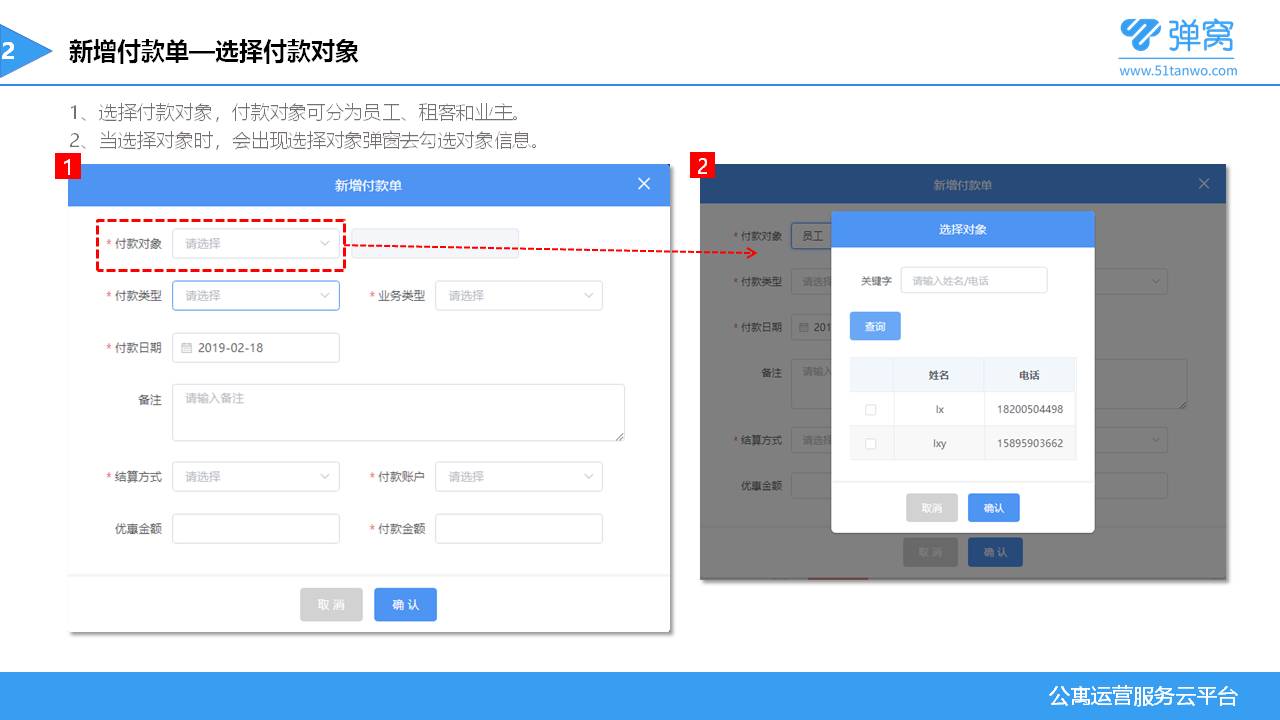 2
新增付款单—选择付款对象
弹窝
www.51tanwo.com
1、选择付款对象，付款对象可分为员工、租客和业主。
2、当选择对象时，会出现选择对象弹窗去勾选对象信息。
1
新增付款单
* 付款对象 请选择
* 付款类型 请选择 * 业务类型 请选择
* 付款日期 2019-02-18
备注 请输入备注
* 结算方式 请选择 * 付款账户 请选择
优惠金额 * 付款金额
取 消 确 认
2
新增付款单
* 付款对象 员工
* 付款类型 请选
* 付款日期 201
备注 请输入
* 结算方式 请选
优惠金额
取 消 确 认
选择对象
关键字 请输入姓名/电话
查询
姓名 电话
lx 18200504498
lxy 15895903662
取消 确认
公寓运营服务云平台